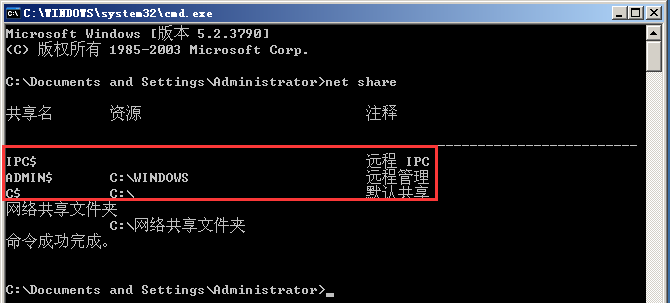 C:\WINDOWS\system32\cmd.exe
Microsoft Windows [版本 5.2.3790]
(C) 版权所有 1985-2003 Microsoft Corp.
C:\Documents and Settings\Administrator>net share
共享名 资源 注释
-------------------------------------------------------------------------------
IPC$ 远程 IPC
ADMIN$ C:\WINDOWS 远程管理
C$ C:\ 默认共享
网络共享文件夹
C:\网络共享文件夹
命令成功完成。
C:\Documents and Settings\Administrator>_